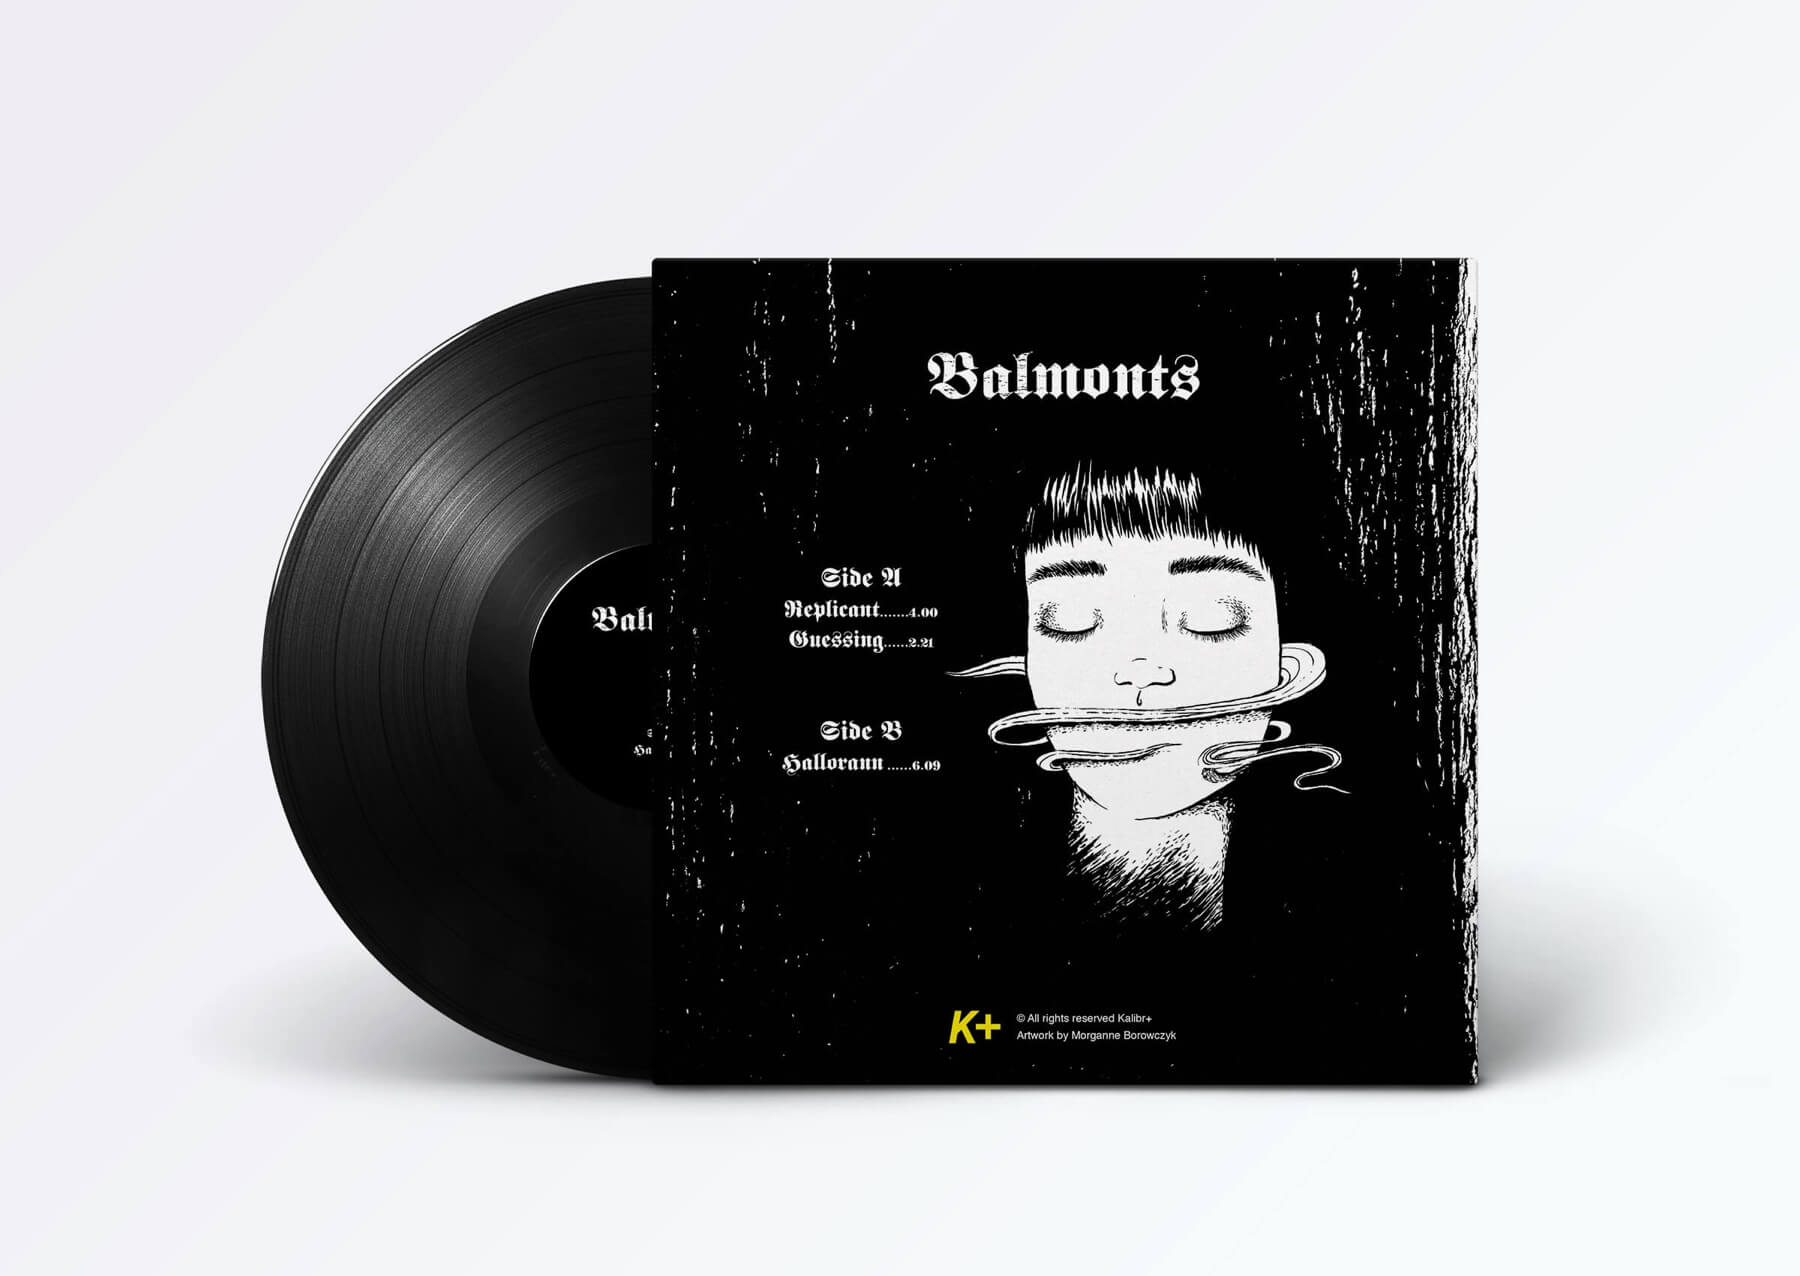 Balmonts
Side A
Replicant......4.00
Guessing......2.21
Side B
Hallorann ......6.09
K+
© All rights reserved Kalibr+
Artwork by Morganne Borowczyk